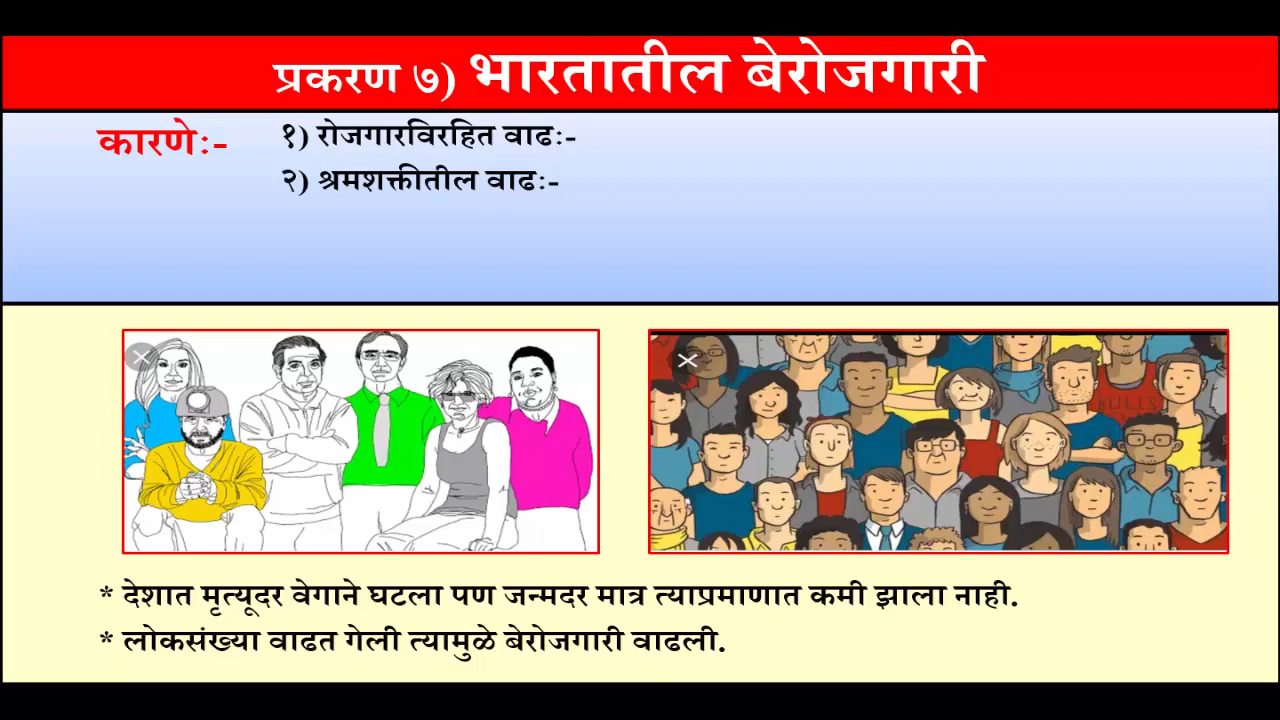 प्रकरण ७) भारतातील बेरोजगारी
कारणेः-
१) रोजगारविरहित वाढः-
२) श्रमशक्तीतील वाढः-
BULLS
* देशात मृत्यूदर वेगाने घटला पण जन्मदर मात्र त्याप्रमाणात कमी झाला नाही.
* लोकसंख्या वाढत गेली त्यामुळे बेरोजगारी वाढली.